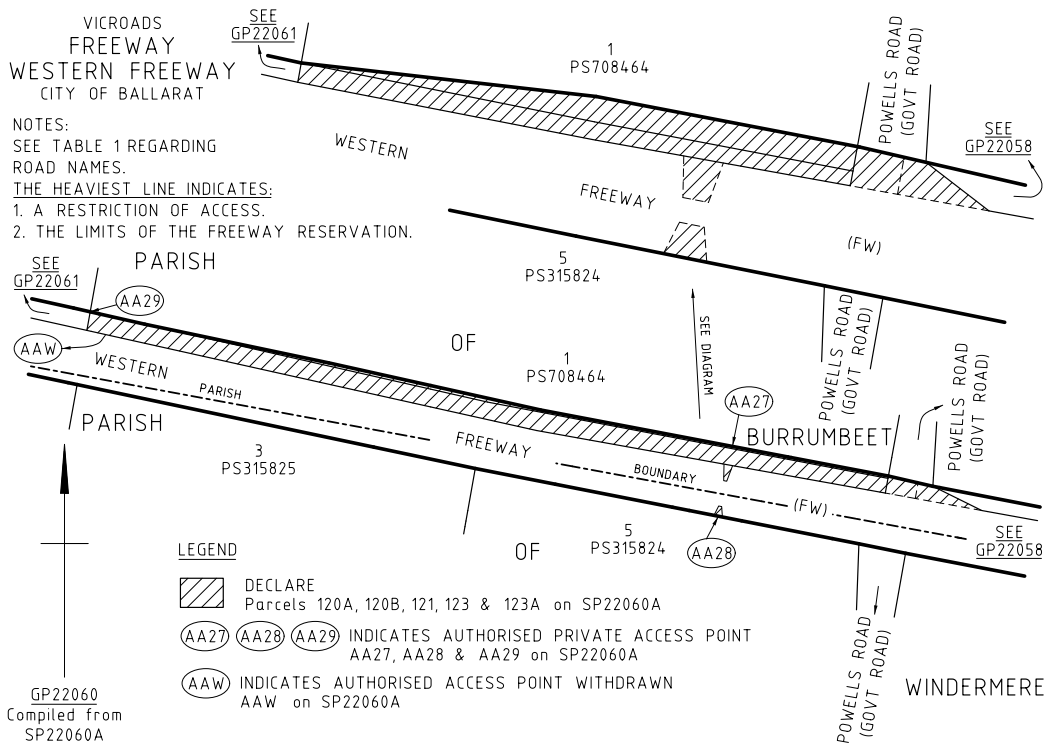 VICROADS
FREEWAY
WESTERN FREEWAY
CITY OF BALLARAT
NOTES:
SEE TABLE 1 REGARDING
ROAD NAMES.
THE HEAVIEST LINE INDICATES:
1. A RESTRICTION OF ACCESS.
2. THE LIMITS OF THE FREEWAY RESERVATION.
SEE
GP22061
1
PS708464
POWELLS ROAD
(GOVT ROAD)
SEE
GP22058
WESTERN
FREEWAY
(FW)
5
PS315824
POWELLS ROAD
(GOVT ROAD)
SEE DIAGRAM
PARISH
SEE
GP22061
AA29
AAW
OF
1
PS708464
WESTERN
PARISH
FREEWAY
AA27
BURRUMBEET
POWELLS ROAD
(GOVT ROAD)
PARISH
3
PS315825
BOUNDARY
(FW)
SEE
GP22058
OF
5
PS315824
AA28
POWELLS ROAD
(GOVT ROAD)
WINDERMERE
LEGEND
DECLARE
Parcels 120A, 120B, 121, 123 & 123A on SP22060A
AA27 AA28 AA29 INDICATES AUTHORISED PRIVATE ACCESS POINT
AA27, AA28 & AA29 on SP22060A
AAW INDICATES AUTHORISED ACCESS POINT WITHDRAWN
AAW on SP22060A
GP22060
Compiled from
SP22060A